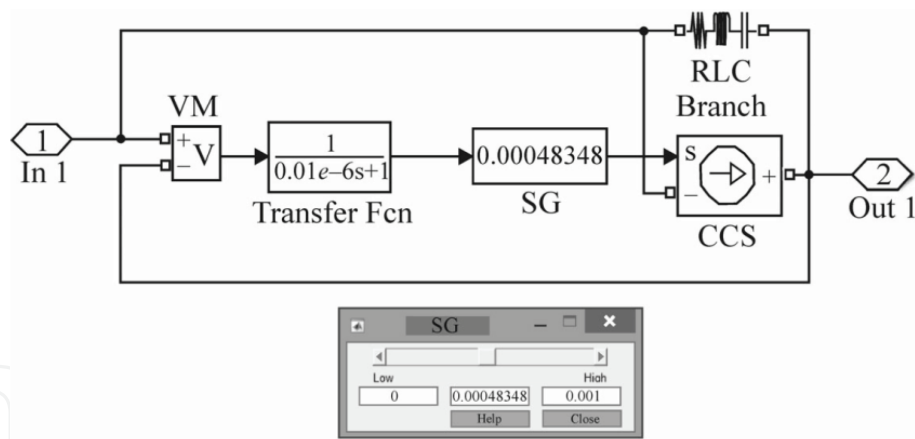 RLC
Branch
VM
1
In 1
+
−
V
1
0.01e−6s+1
Transfer Fcn
0.00048348
SG
s
−
+
CCS
2
Out 1
SG
Low
High
0
0.00048348
0.001
Help
Close